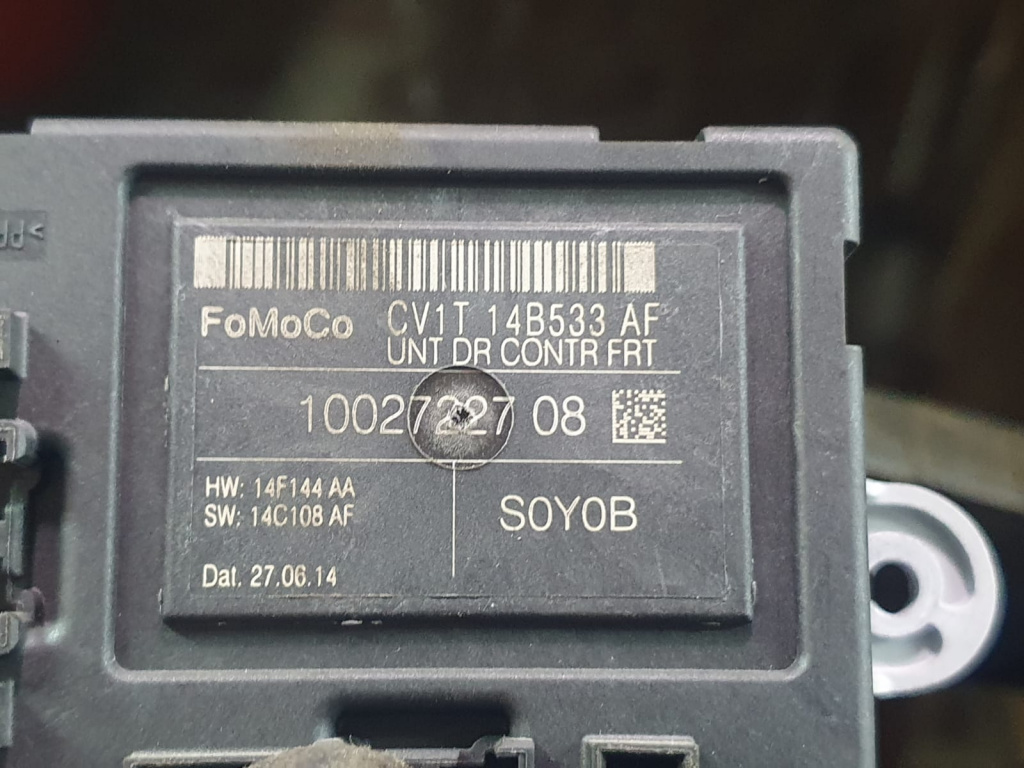 FoMoCo CV1T 14B533 AF
UNT DR CONTR FRT
10027227 08
HW: 14F144 AA
SW: 14C108 AF
S0Y0B
Dat. 27.06.14